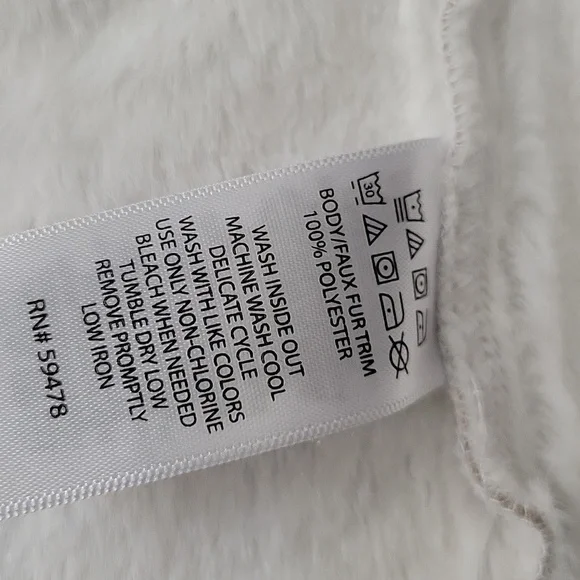 30
BODY/FAUX FUR TRIM
100% POLYESTER
WASH INSIDE OUT
MACHINE WASH COOL
DELICATE CYCLE
WASH WITH LIKE COLORS
USE ONLY NON-CHLORINE
BLEACH WHEN NEEDED
TUMBLE DRY LOW
REMOVE PROMPTLY
LOW IRON
RN# 59478